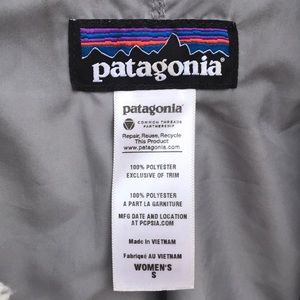 patagonia®
patagonia®
COMMON THREADS
PARTNERSHIP
Repair, Reuse, Recycle
This Product
www.patagonia.com
100% POLYESTER
EXCLUSIVE OF TRIM
100% POLYESTER
A PART LA GARNITURE
MFG DATE AND LOCATION
AT PCPSIA.COM
Made in VIETNAM
Fabriqué AU VIETNAM
WOMEN'S
S